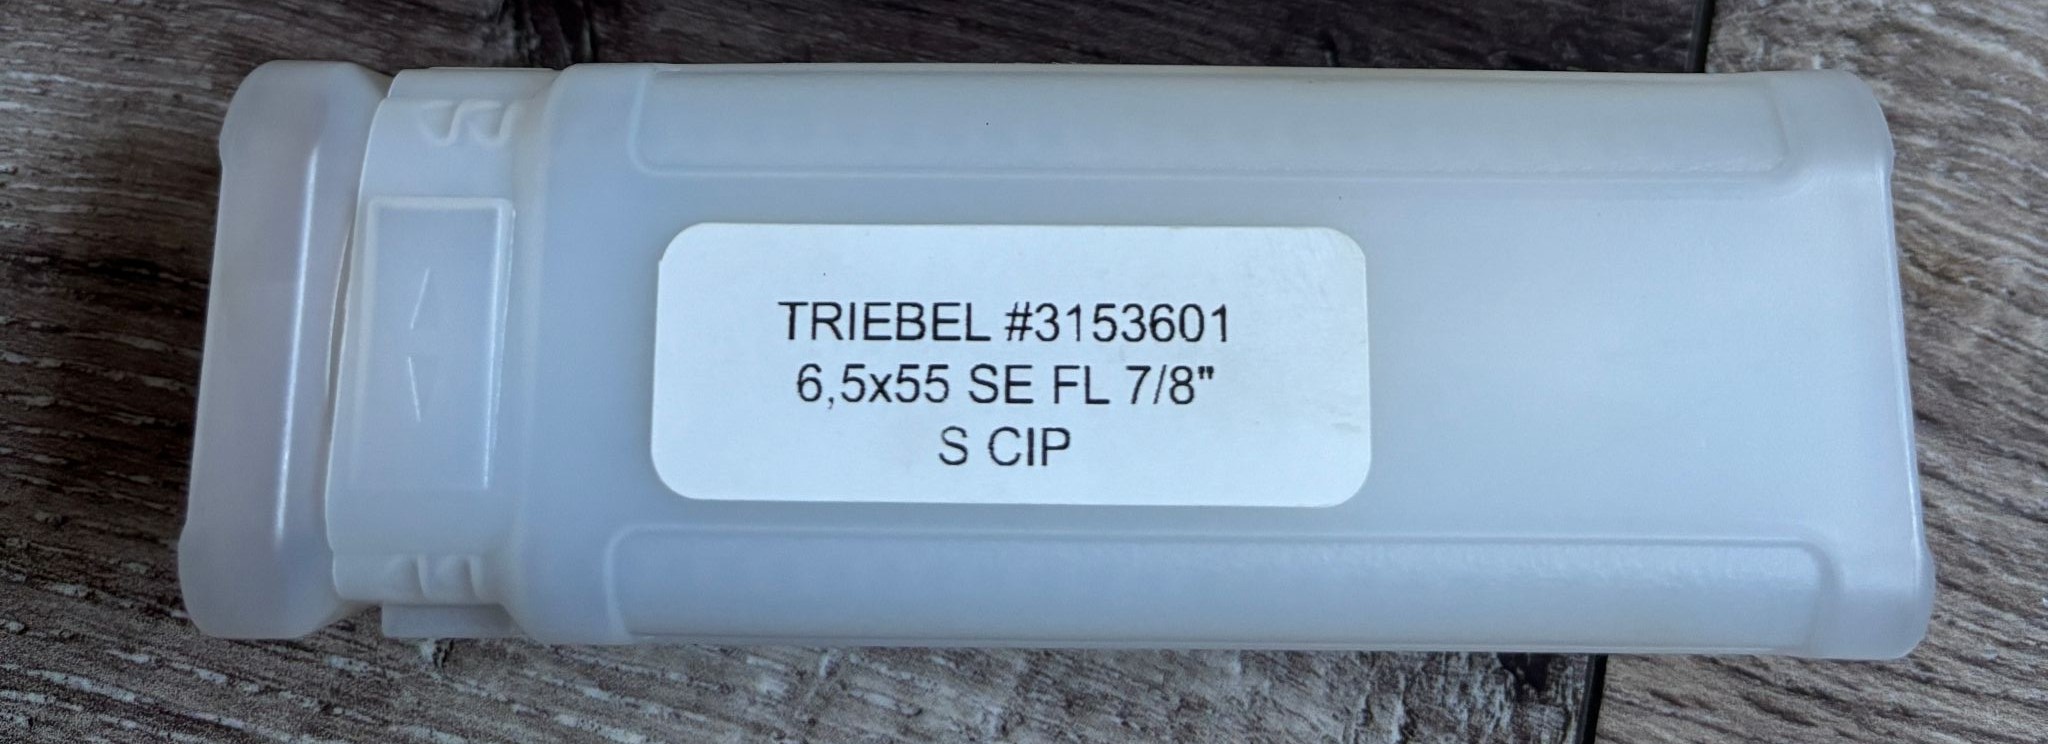 TRIEBEL #3153601
6,5x55 SE FL 7/8"
S CIP